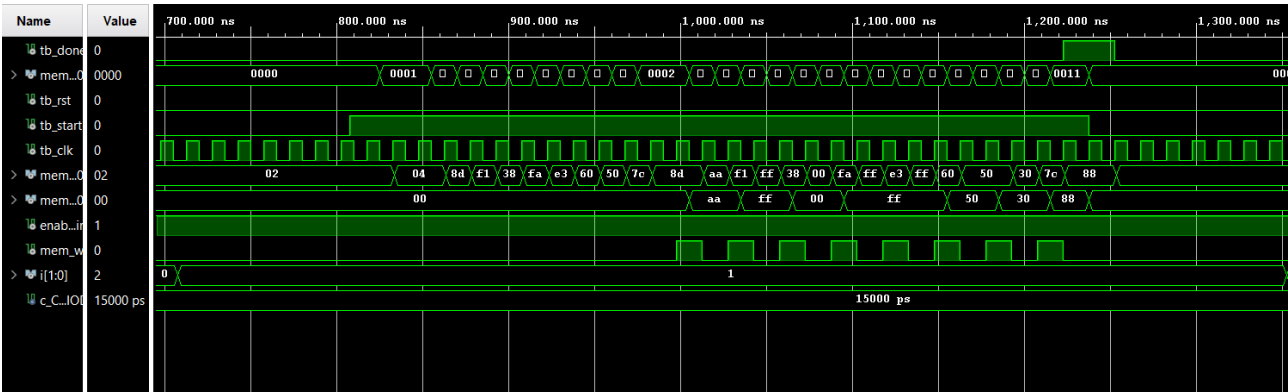 Name Value 700.000 ns 800.000 ns 900.000 ns 1,000.000 ns 1,100.000 ns 1,200.000 ns 1,300.000 ns
tb_done 0
mem...0 0000 0000 0001 0002 0011 000
tb_rst 0
tb_start 0
tb_clk 0
mem...0 02 02 04 8d f1 38 fa e3 60 50 7c 8d aa f1 ff 38 00 fa ff e3 ff 60 50 30 7c 88
mem...0 00 00 aa ff 00 ff 50 30 88
enab...in 1
mem_w 0
i[1:0] 2 0 1
c_C...IOD 15000 ps 15000 ps